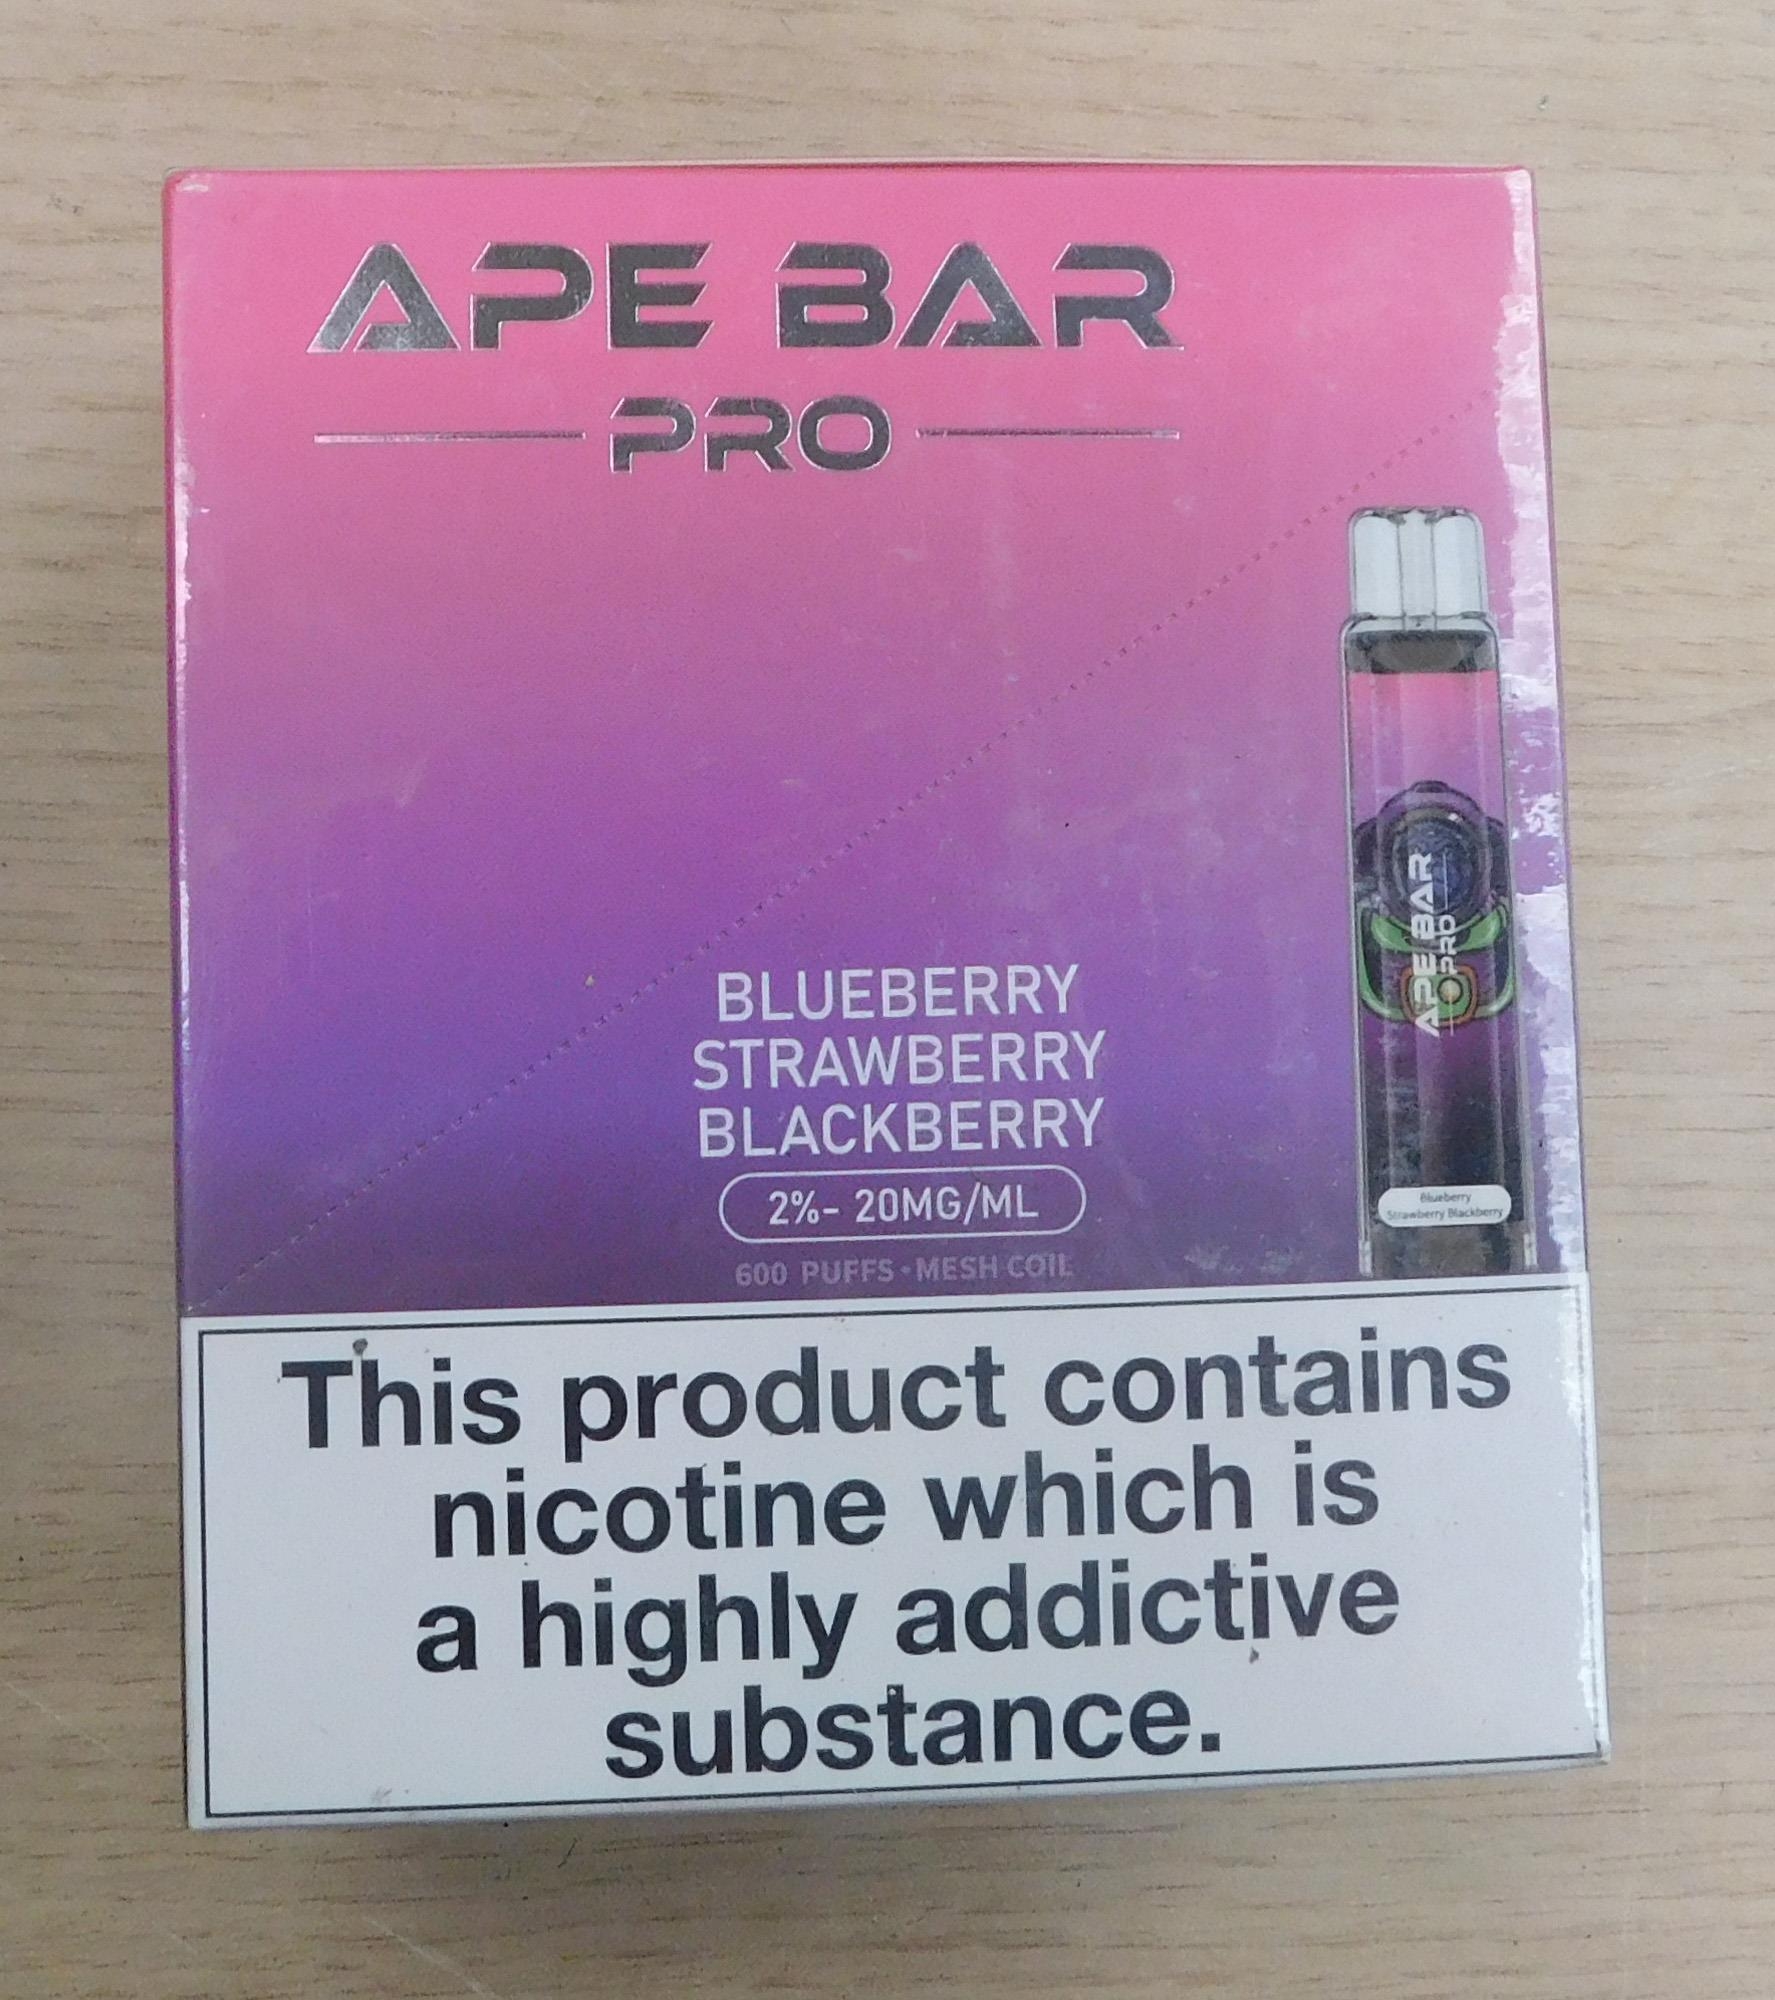 APE BAR
PRO
BLUEBERRY
STRAWBERRY
BLACKBERRY
2%- 20MG/ML
600 PUFFS•MESH COIL
APE BAR
PRO
Blueberry
Strawberry Blackberry
This product contains
nicotine which is
a highly addictive
substance.